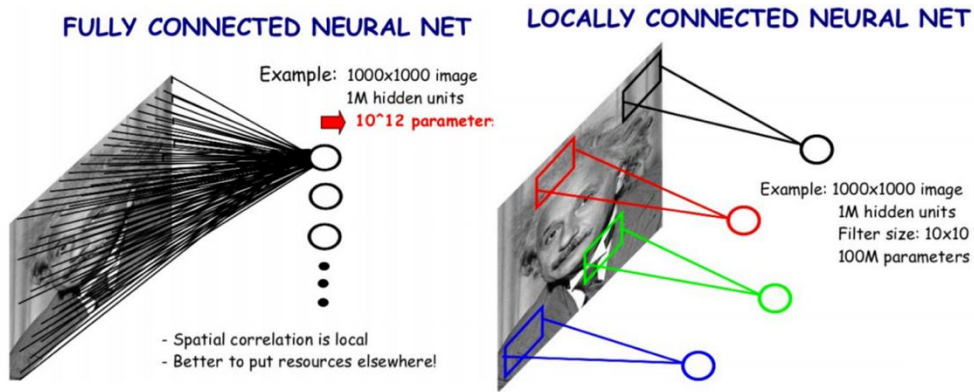 FULLY CONNECTED NEURAL NET
Example: 1000x1000 image
1M hidden units
10^12 parameters
- Spatial correlation is local
- Better to put resources elsewhere!
LOCALLY CONNECTED NEURAL NET
Example: 1000x1000 image
1M hidden units
Filter size: 10x10
100M parameters